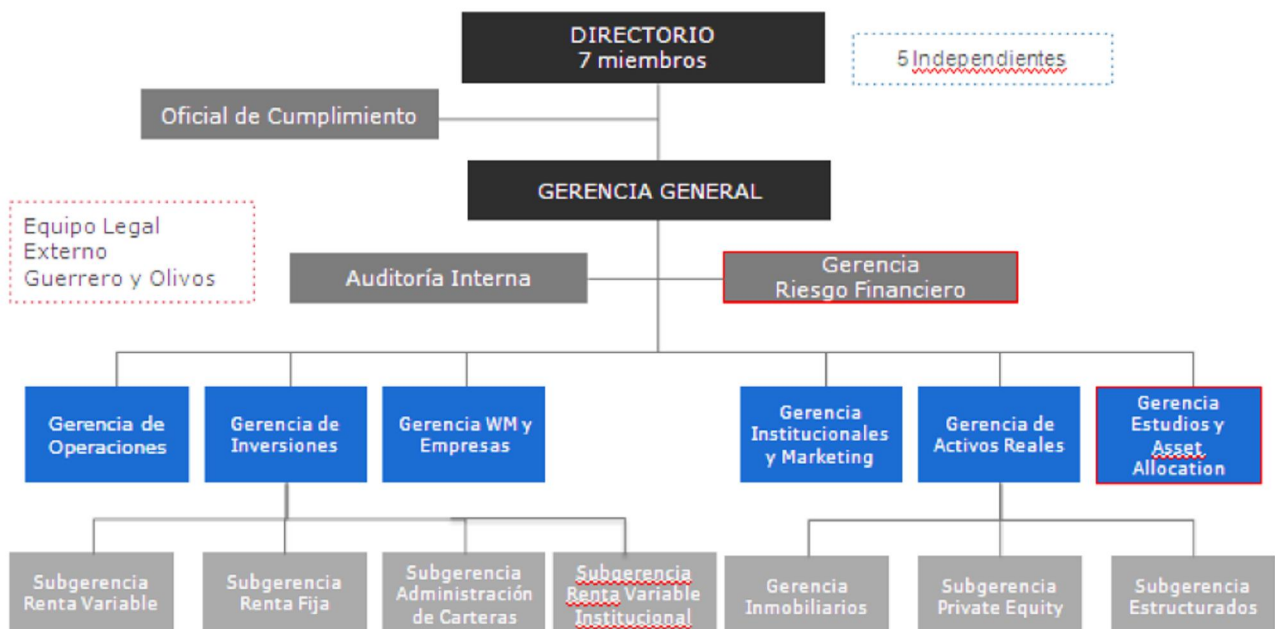 DIRECTORIO
7 miembros
5 Independientes
Oficial de Cumplimiento
GERENCIA GENERAL
Equipo Legal
Externo
Guerrero y Olivos
Auditoría Interna
Gerencia
Riesgo Financiero
Gerencia de
Operaciones
Gerencia de
Inversiones
Gerencia WM y
Empresas
Gerencia
Institucionales
y Marketing
Gerencia de
Activos Reales
Gerencia
Estudios y
Asset
Allocation
Subgerencia
Renta Variable
Subgerencia
Renta Fija
Subgerencia
Administración
de Carteras
Subgerencia
Renta Variable
Institucional
Gerencia
Inmobiliarios
Subgerencia
Private Equity
Subgerencia
Estructurados